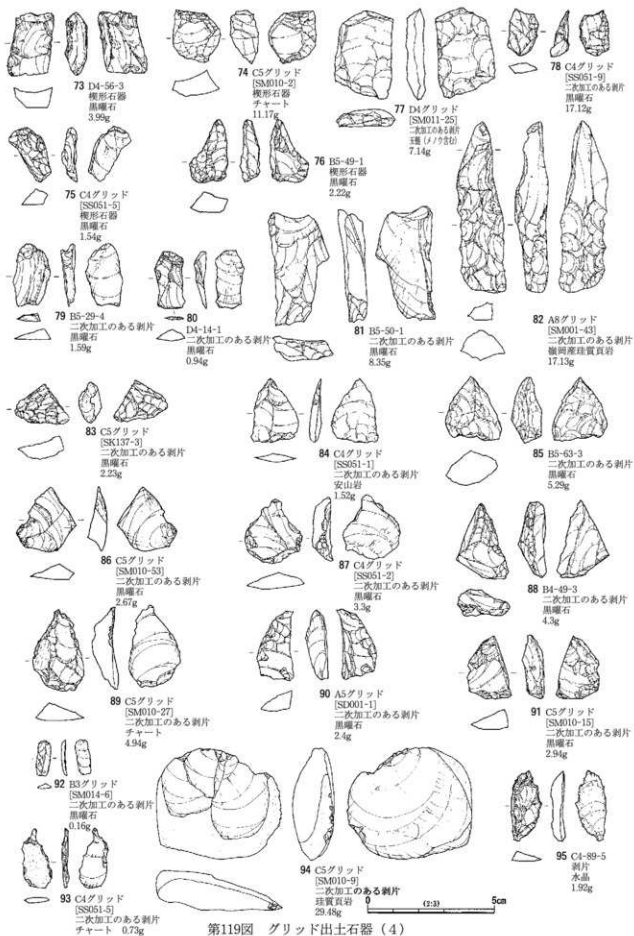 73 D4-56-3
楔形石器
黒曜石
3.99g
74 C5グリッド
[SM010-2]
楔形石器
チャート
11.17g
77 D4グリッド
[SM011-25]
二次加工のある剥片
玉髄（メノウ含む）
7.14g
78 C4グリッド
[SS051-9]
二次加工のある剥片
黒曜石
17.12g
75 C4グリッド
[SS051-5]
楔形石器
黒曜石
1.54g
76 B5-49-1
楔形石器
黒曜石
2.22g
79 B5-29-4
二次加工のある剥片
黒曜石
1.59g
80
D4-14-1
二次加工のある剥片
黒曜石
0.94g
81 B5-50-1
二次加工のある剥片
黒曜石
8.35g
82 A8グリッド
[SM001-43]
二次加工のある剥片
嶺岡産珪質頁岩
17.13g
83 C5グリッド
[SK137-3]
二次加工のある剥片
黒曜石
2.23g
84 C4グリッド
[SS051-1]
二次加工のある剥片
安山岩
1.52g
85 B5-63-3
二次加工のある剥片
黒曜石
5.29g
86 C5グリッド
[SM010-53]
二次加工のある剥片
黒曜石
2.67g
87 C4グリッド
[SS051-2]
二次加工のある剥片
黒曜石
3.3g
88 B4-49-3
二次加工のある剥片
黒曜石
4.3g
89 C5グリッド
[SM010-27]
二次加工のある剥片
チャート
4.94g
90 A5グリッド
[SD001-1]
二次加工のある剥片
黒曜石
2.4g
91 C5グリッド
[SM010-15]
二次加工のある剥片
黒曜石
2.94g
92 B3グリッド
[SM014-6]
二次加工のある剥片
黒曜石
0.16g
93 C4グリッド
[SS051-5]
二次加工のある剥片
チャート 0.73g
94 C5グリッド
[SM010-9]
二次加工のある剥片
珪質頁岩
29.48g
95 C4-89-5
剥片
水晶
1.92g
0 (2:3) 5cm
第119図 グリッド出土石器（4）